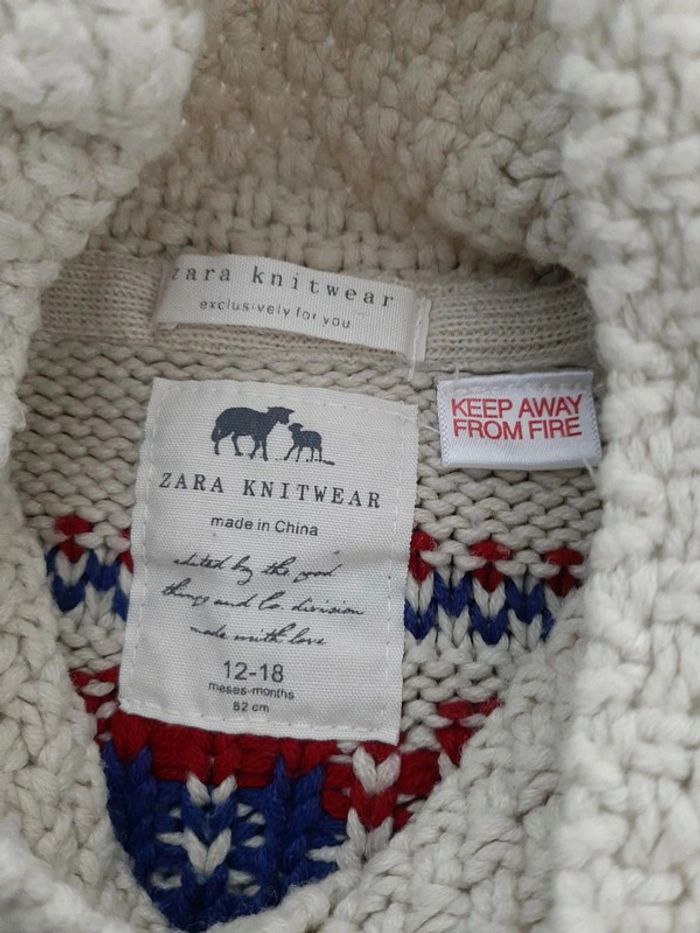 zara knitwear
exclusively for you
KEEP AWAY
FROM FIRE
ZARA KNITWEAR
made in China
edited by the good
things and Co. division
made with love
12-18
meses-months
82 cm